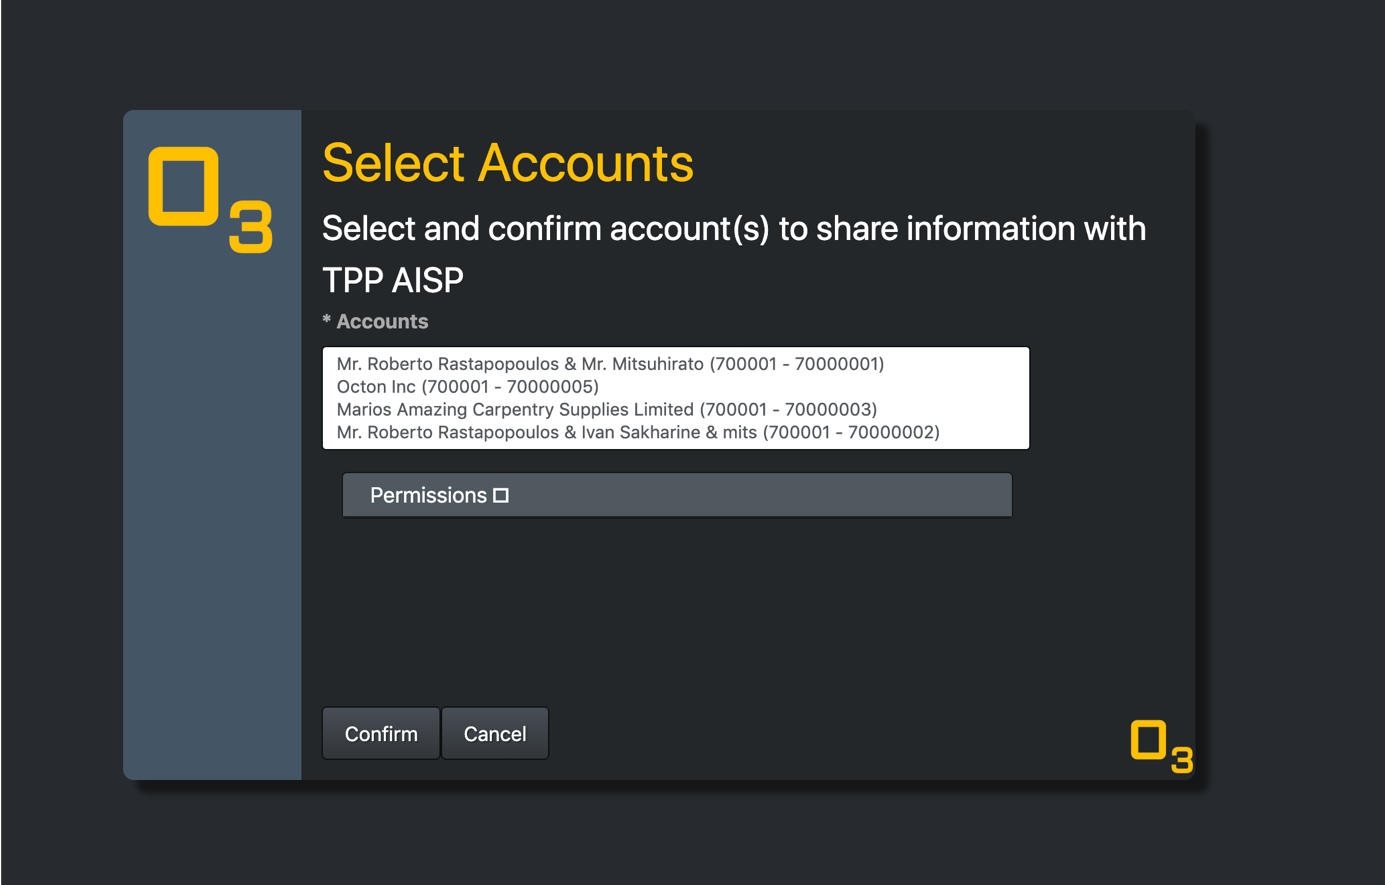 O3
Select Accounts
Select and confirm account(s) to share information with
TPP AISP
* Accounts
Mr. Roberto Rastapopoulos & Mr. Mitsuhirato (700001 - 70000001)
Octon Inc (700001 - 70000005)
Marios Amazing Carpentry Supplies Limited (700001 - 70000003)
Mr. Roberto Rastapopoulos & Ivan Sakharine & mits (700001 - 70000002)
Permissions
Confirm Cancel
O3